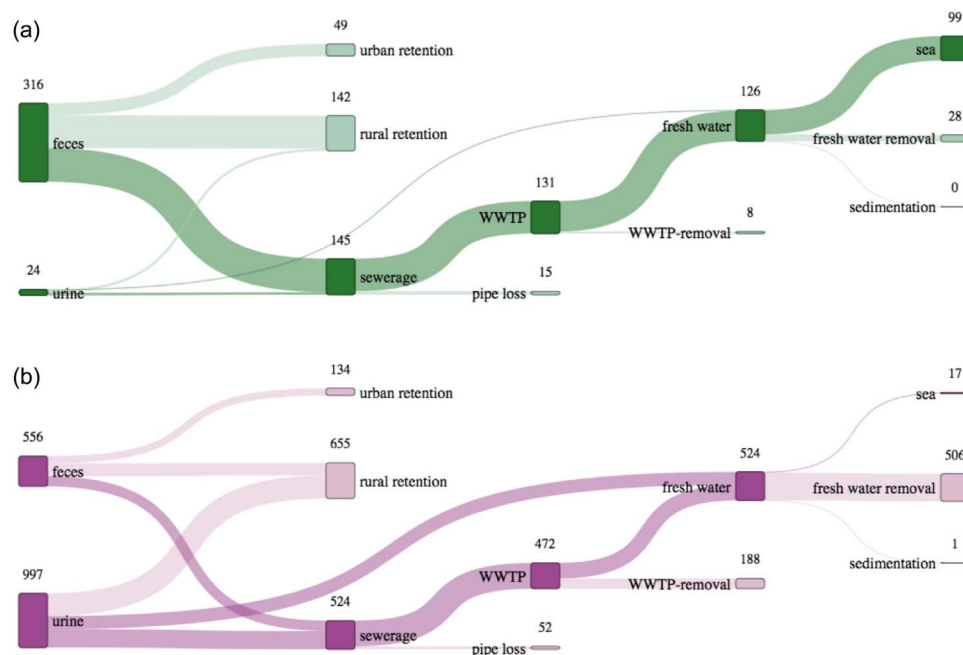 (a)
49
urban retention
99
sea
316
feces
142
rural retention
126
fresh water
28
fresh water removal
131
WWTP
0
sedimentation
8
WWTP-removal
24
urine
145
sewerage
15
pipe loss
(b)
134
urban retention
17
sea
556
feces
655
rural retention
524
fresh water
506
fresh water removal
997
urine
472
WWTP
188
WWTP-removal
1
sedimentation
524
sewerage
52
pipe loss